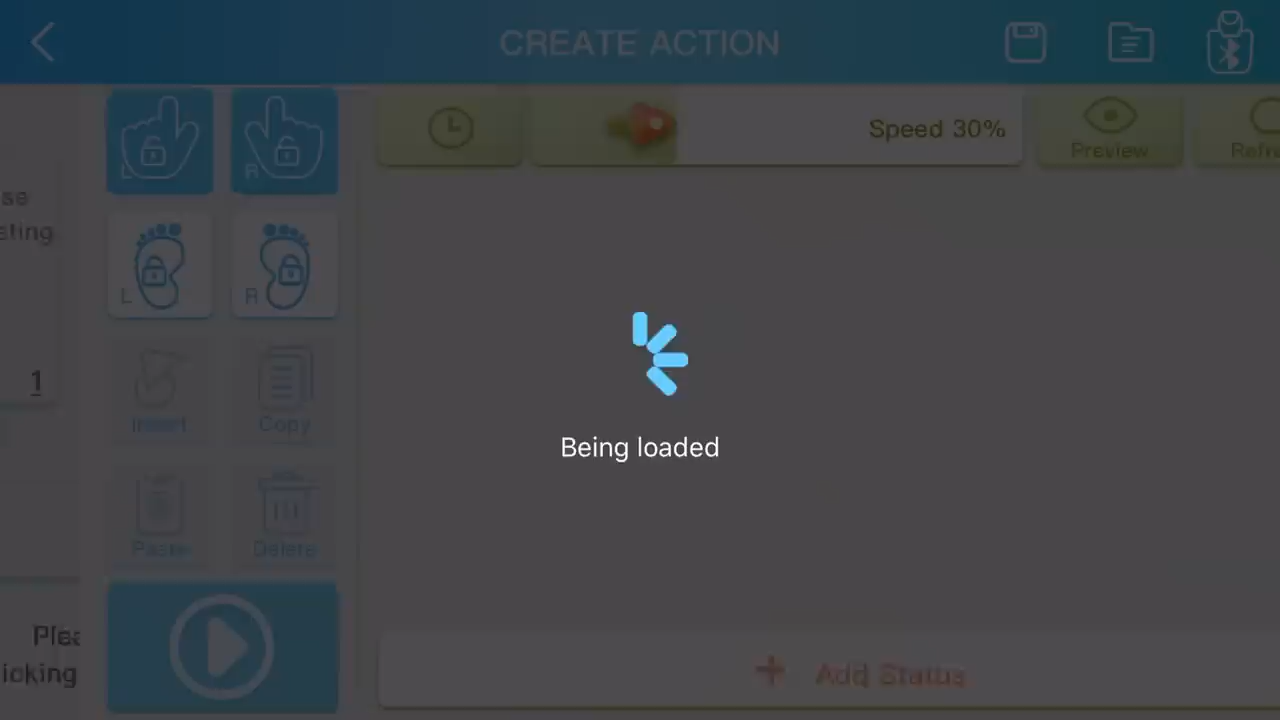 CREATE ACTION
Speed 30%
Preview
L
R
L
R
Insert
Copy
Paste
Delete
1
Being loaded
+ Add Status